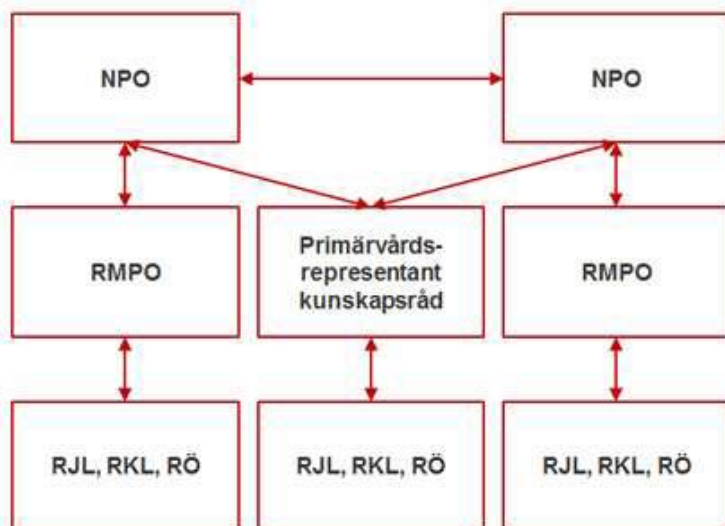 NPO
NPO
RMPO
Primärvårds-
representant
kunskapsråd
RMPO
RJL, RKL, RÖ
RJL, RKL, RÖ
RJL, RKL, RÖ